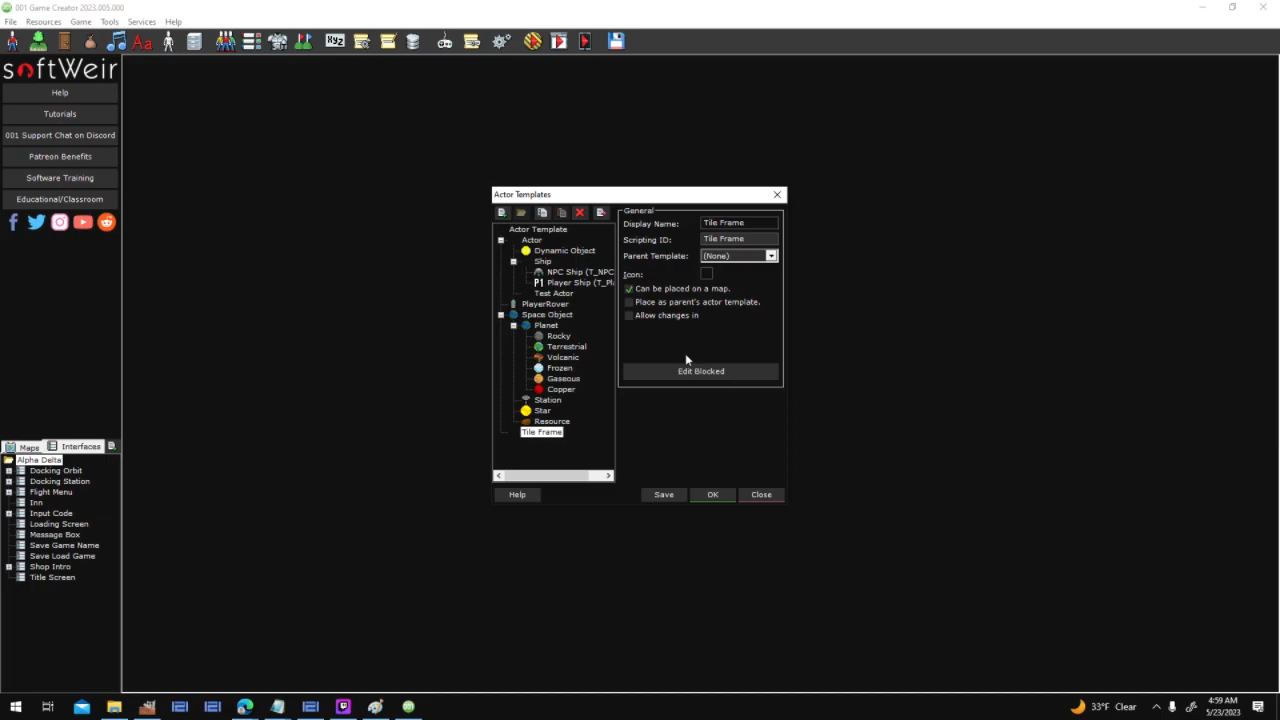 001 Game Creator 2023.005.000
File Resources Game Tools Services Help
Aa
XYZ
softWeir
Help
Tutorials
001 Support Chat on Discord
Patreon Benefits
Software Training
Educational/Classroom
Maps Interfaces
Alpha Delta
Docking Orbit
Docking Station
Flight Menu
Inn
Input Code
Loading Screen
Message Box
Save Game Name
Save Load Game
Shop Intro
Title Screen
Actor Templates
Actor Template
Actor
Dynamic Object
Ship
NPC Ship (T_NPC
P1 Player Ship (T_Pl
Test Actor
PlayerRover
Space Object
Planet
Rocky
Terrestrial
Volcanic
Frozen
Gaseous
Copper
Station
Star
Resource
Tile Frame
General
Display Name: Tile Frame
Scripting ID: Tile Frame
Parent Template: (None)
Icon:
Can be placed on a map.
Place as parent's actor template.
Allow changes in
Edit Blocked
Help Save OK Close
33°F Clear
4:59 AM
5/23/2023